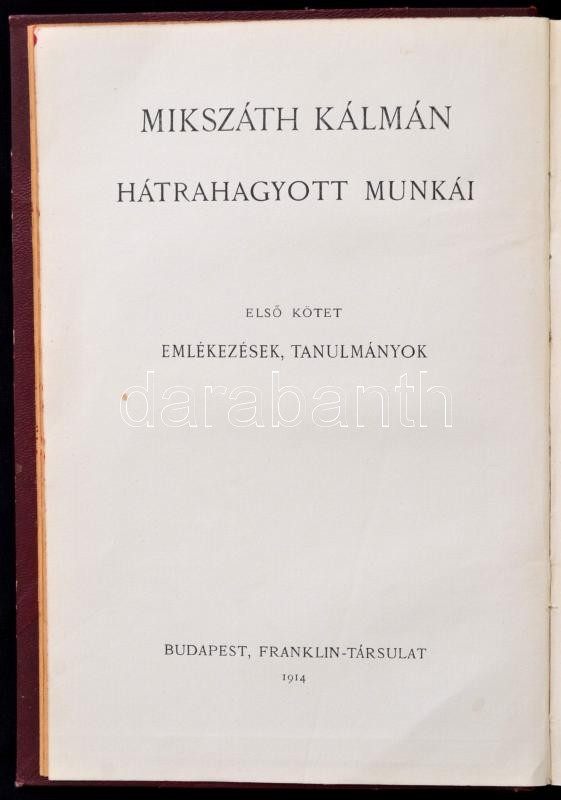 MIKSZÁTH KÁLMÁN
HÁTRAHAGYOTT MUNKÁI
ELSŐ KÖTET
EMLÉKEZÉSEK, TANULMÁNYOK
darabanth
BUDAPEST, FRANKLIN-TÁRSULAT
1914